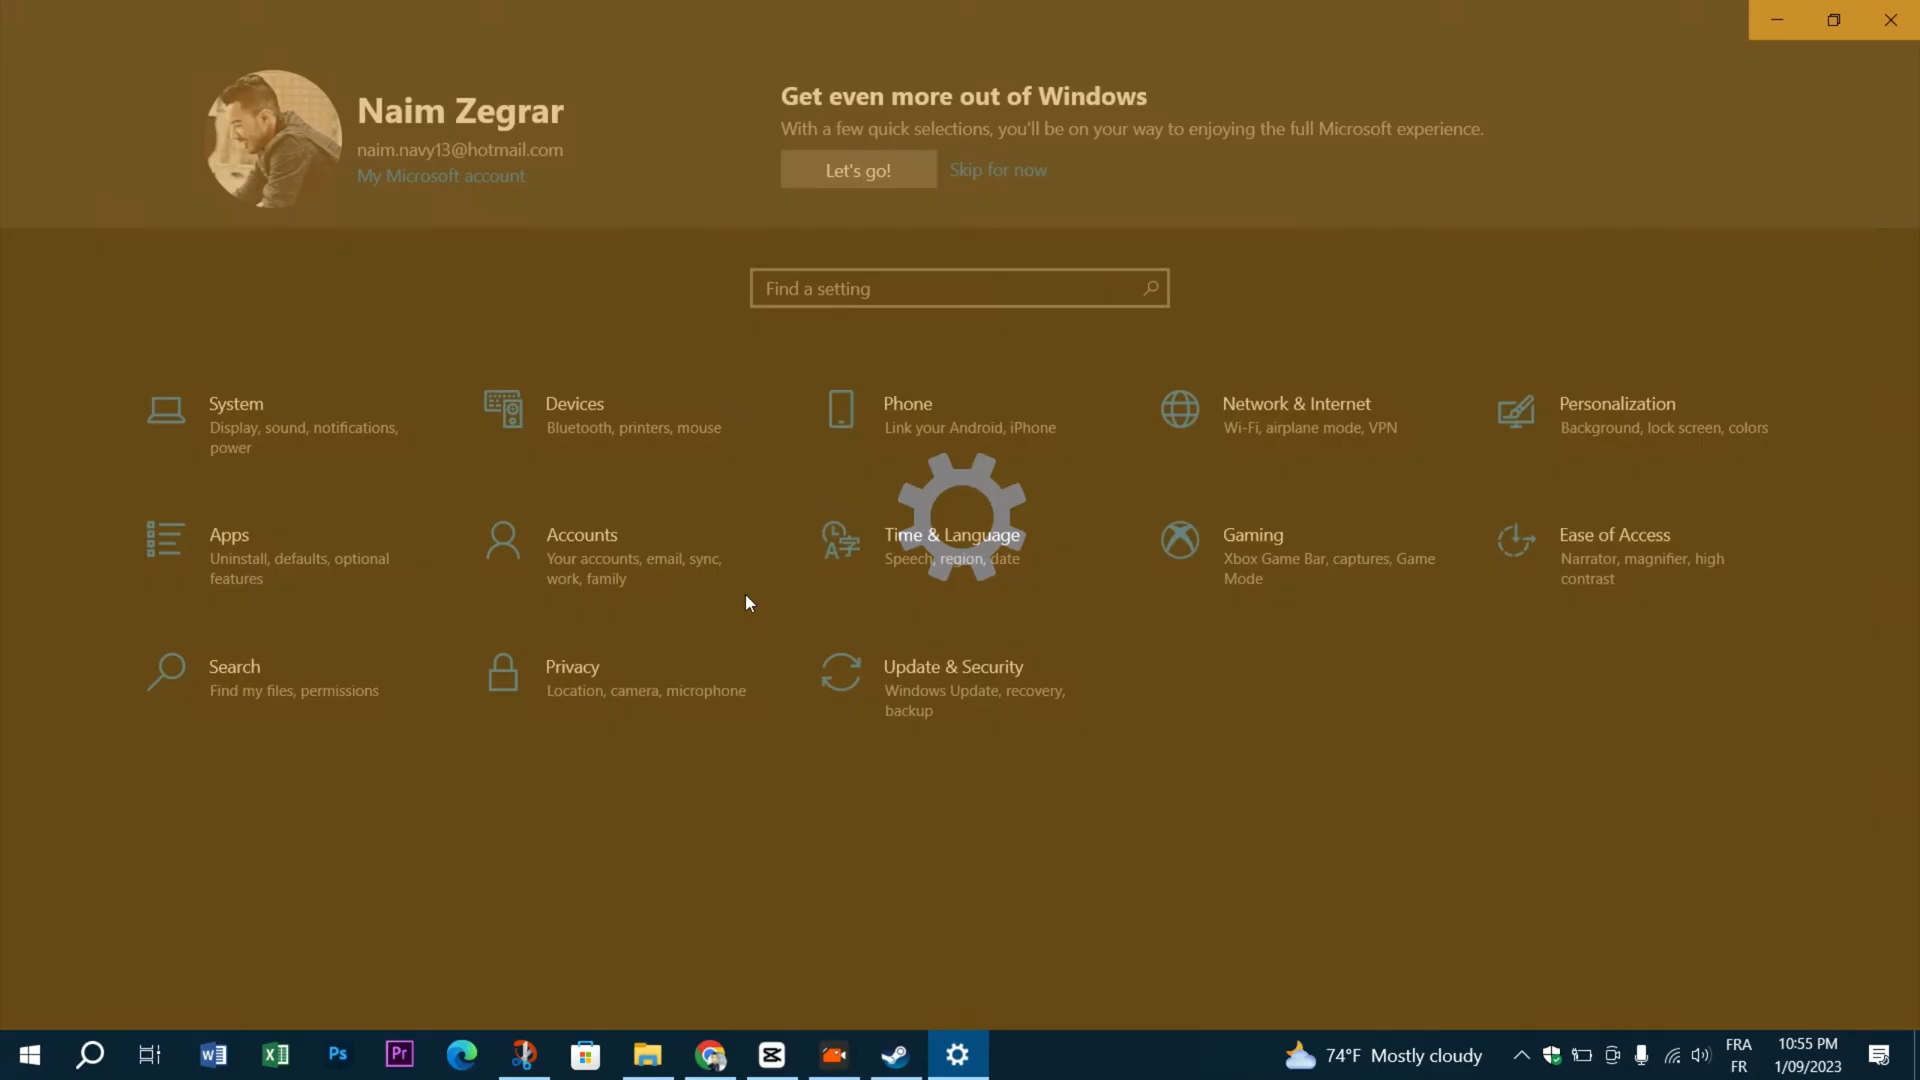 Naim Zegrar
naim.navy13@hotmail.com
My Microsoft account
Get even more out of Windows
With a few quick selections, you'll be on your way to enjoying the full Microsoft experience.
Let's go!
Skip for now
Find a setting
System
Display, sound, notifications,
power
Devices
Bluetooth, printers, mouse
Phone
Link your Android, iPhone
Network & Internet
Wi-Fi, airplane mode, VPN
Personalization
Background, lock screen, colors
Apps
Uninstall, defaults, optional
features
Accounts
Your accounts, email, sync,
work, family
Time & Language
Speech, region, date
Gaming
Xbox Game Bar, captures, Game
Mode
Ease of Access
Narrator, magnifier, high
contrast
Search
Find my files, permissions
Privacy
Location, camera, microphone
Update & Security
Windows Update, recovery,
backup
Ps
Pr
74°F Mostly cloudy
FRA
FR
10:55 PM
1/09/2023